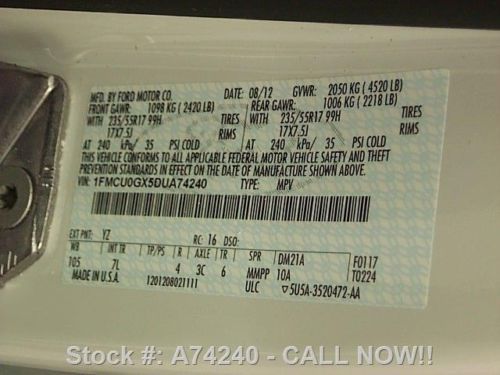 MFD. BY FORD MOTOR CO. DATE: 08/12 GVWR: 2050 KG (4520 LB)
FRONT GAWR: 1098 KG (2420 LB) REAR GAWR: 1006 KG (2218 LB)
WITH 235/55R17 99H TIRES WITH 235/55R17 99H TIRES
17X7.5J RIMS 17X7.5J RIMS
AT 240 kPa/ 35 PSI COLD AT 240 kPa/ 35 PSI COLD
THIS VEHICLE CONFORMS TO ALL APPLICABLE FEDERAL MOTOR VEHICLE SAFETY AND THEFT
PREVENTION STANDARDS IN EFFECT ON THE DATE OF MANUFACTURE SHOWN ABOVE.
VIN: 1FMCU0GX5DUA74240 TYPE: MPV
EXT PNT: YZ RC: 16 DSO:
WB INT TR TP/PS R AXLE TR SPR DM21A F0117
105 7L 4 3C 6 MMPP 10A T0224
MADE IN U.S.A. 1201208021111 ULC ▽5U5A-3520472-AA
Stock #: A74240 - CALL NOW!!